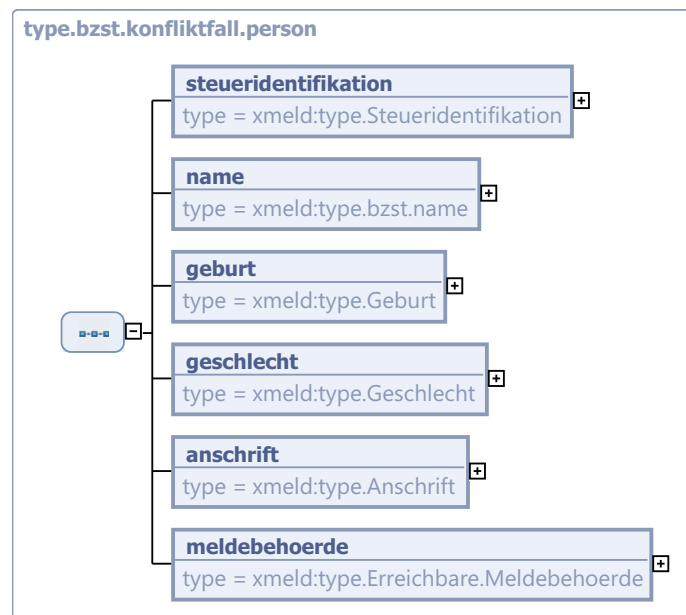 type.bzst.konfliktfall.person
steueridentifikation
type = xmeld:type.Steueridentifikation
name
type = xmeld:type.bzst.name
geburt
type = xmeld:type.Geburt
geschlecht
type = xmeld:type.Geschlecht
anschrift
type = xmeld:type.Anschrift
meldebehoerde
type = xmeld:type.Erreichbare.Meldebehoerde